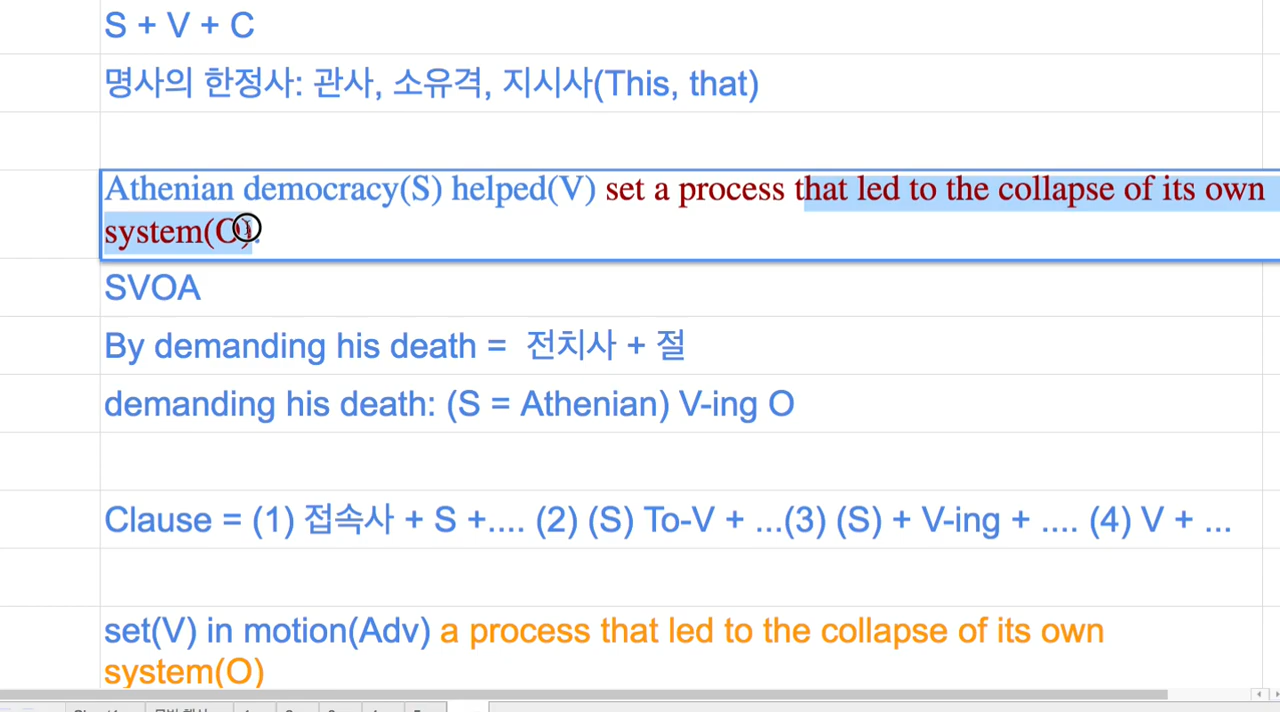 S + V + C
명사의 한정사: 관사, 소유격, 지시사(This, that)
Athenian democracy(S) helped(V) set a process that led to the collapse of its own
system(O).
SVOA
By demanding his death = 전치사 + 절
demanding his death: (S = Athenian) V-ing O
Clause = (1) 접속사 + S +.... (2) (S) To-V + ...(3) (S) + V-ing + .... (4) V + ...
set(V) in motion(Adv) a process that led to the collapse of its own
system(O)